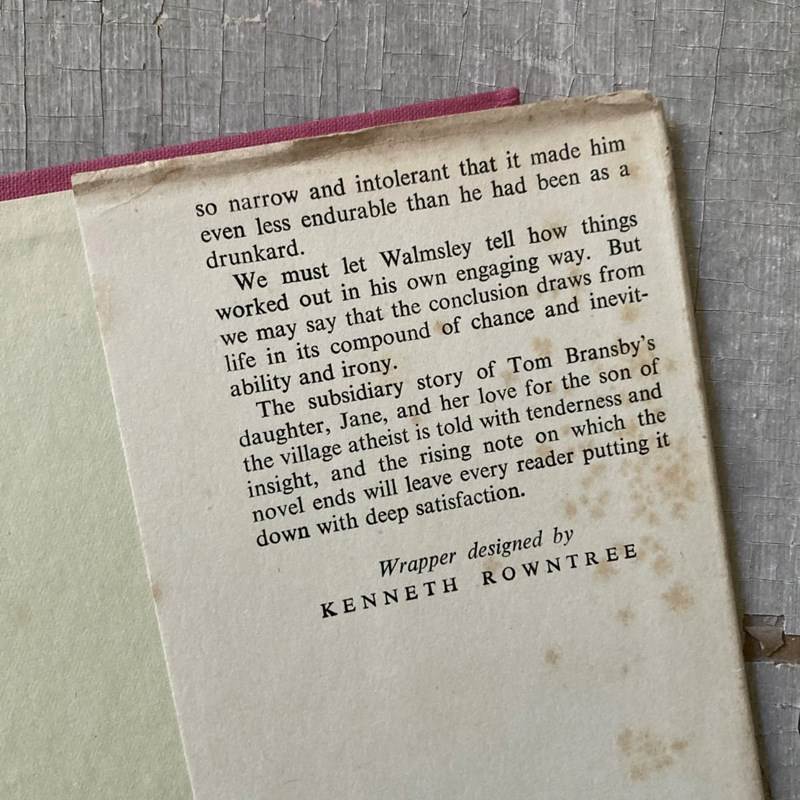 so narrow and intolerant that it made him
even less endurable than he had been as a
drunkard.
We must let Walmsley tell how things
worked out in his own engaging way. But
we may say that the conclusion draws from
life in its compound of chance and inevit-
ability and irony.
The subsidiary story of Tom Bransby's
daughter, Jane, and her love for the son of
the village atheist is told with tenderness and
insight, and the rising note on which the
novel ends will leave every reader putting it
down with deep satisfaction.
Wrapper designed by
KENNETH ROWNTREE